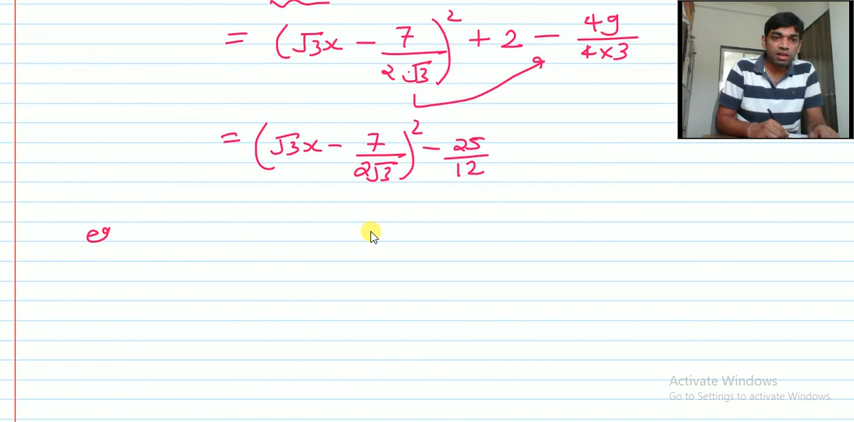 = (√3x − 7/2·√3)² + 2 − 49/4×3
= (√3x − 7/2√3)² − 25/12
eg
Activate Windows
Go to Settings to activate Windows.